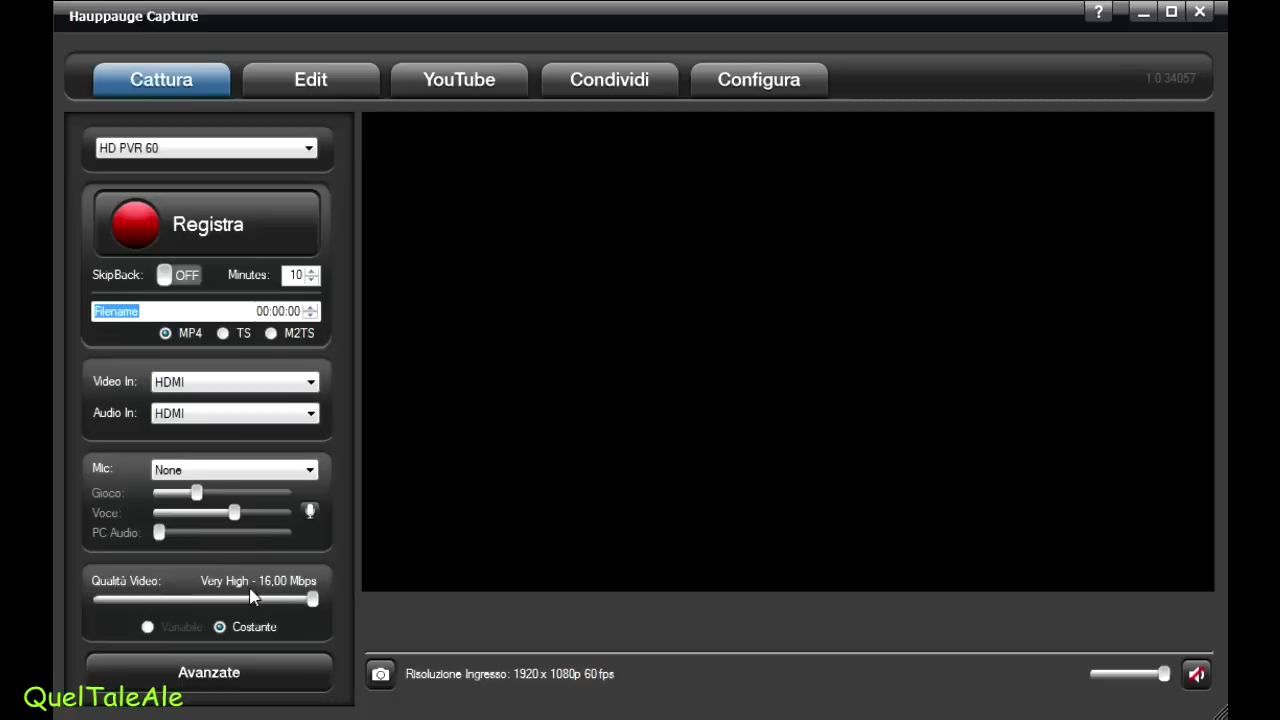 Hauppauge Capture
?
Cattura
Edit
YouTube
Condividi
Configura
1.0.34057
HD PVR 60
Registra
SkipBack: OFF Minutes: 10
Filename 00:00:00
MP4 TS M2TS
Video In: HDMI
Audio In: HDMI
Mic: None
Gioco:
Voce:
PC Audio:
Qualità Video: Very High - 16,00 Mbps
Variabile Costante
Avanzate
Risoluzione Ingresso: 1920 x 1080p 60 fps
QuelTaleAle